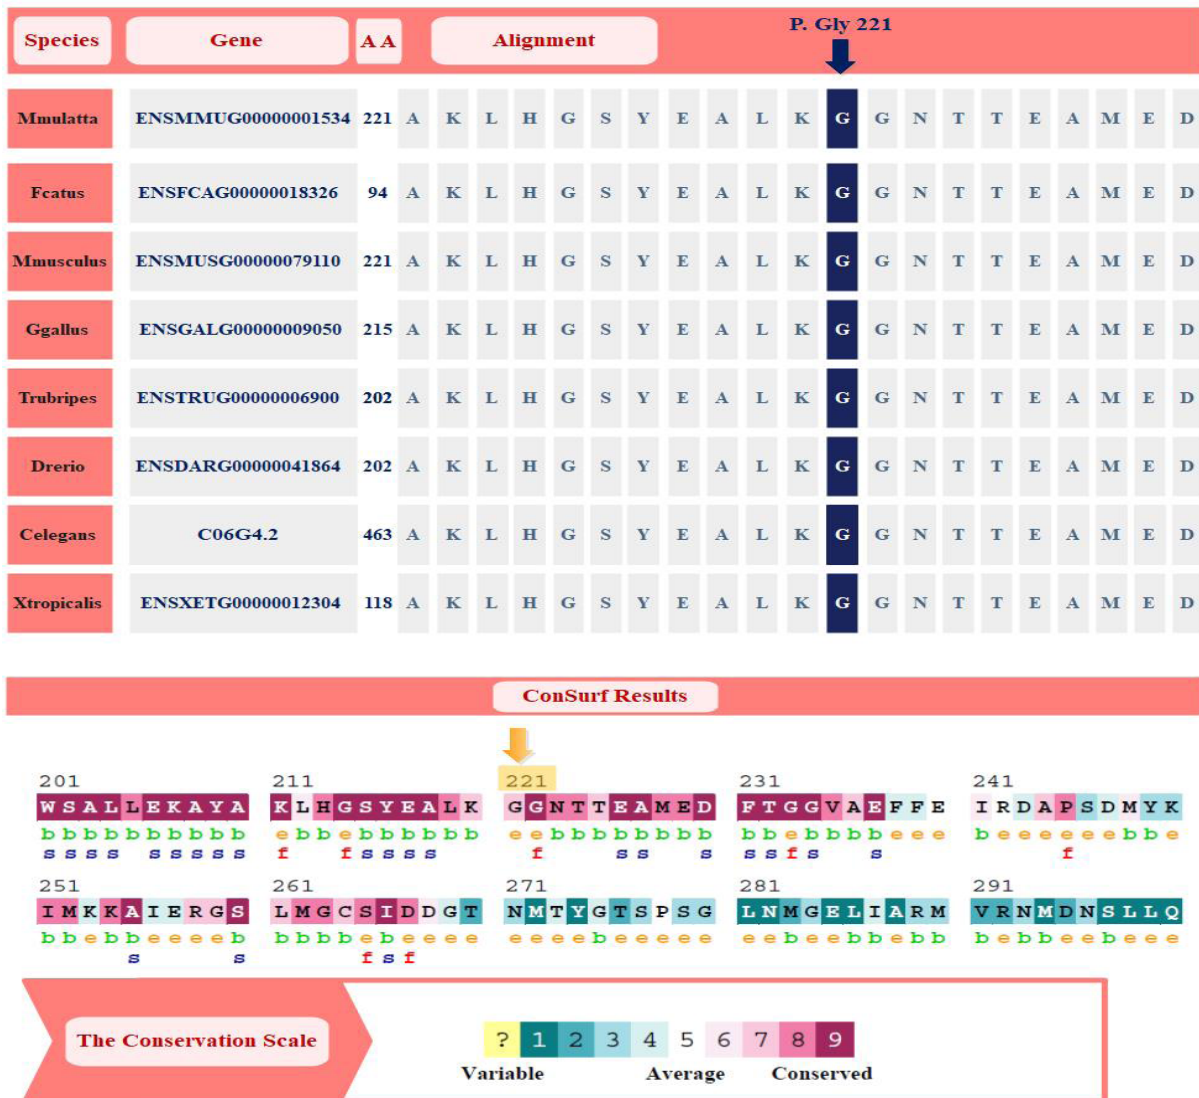 P. Gly 221
Species Gene A A Alignment
Mmulatta ENSMMUG00000001534 221 A K L H G S Y E A L K G G N T T E A M E D
Fcatus ENSFCAG00000018326 94 A K L H G S Y E A L K G G N T T E A M E D
Mmusculus ENSMUSG00000079110 221 A K L H G S Y E A L K G G N T T E A M E D
Ggallus ENSGALG00000009050 215 A K L H G S Y E A L K G G N T T E A M E D
Trubripes ENSTRUG00000006900 202 A K L H G S Y E A L K G G N T T E A M E D
Drerio ENSDARG00000041864 202 A K L H G S Y E A L K G G N T T E A M E D
Celegans C06G4.2 463 A K L H G S Y E A L K G G N T T E A M E D
Xtropicalis ENSXETG00000012304 118 A K L H G S Y E A L K G G N T T E A M E D
ConSurf Results
201 211 221 231 241
WSALLEKAYA KLHGSYEALK GGNTTEAMED FTGGVAEFFE IRDAPSDMYK
bbbbbbbbbb ebbebbbbbb eebbbbbbbb bbebbbbeee beeeeeebbe
ssss sssss f fssss f ss s ssfs s f
251 261 271 281 291
IMKKAIERGS LMGCSIDDGT NMTYGTSPSG LNMGELIARM VRNMDNSLLQ
bbebbeeeeb bbbbebeeee eeeebeeeee eebeebbebb bebbeebeee
s s fsf
The Conservation Scale
? 1 2 3 4 5 6 7 8 9
Variable Average Conserved